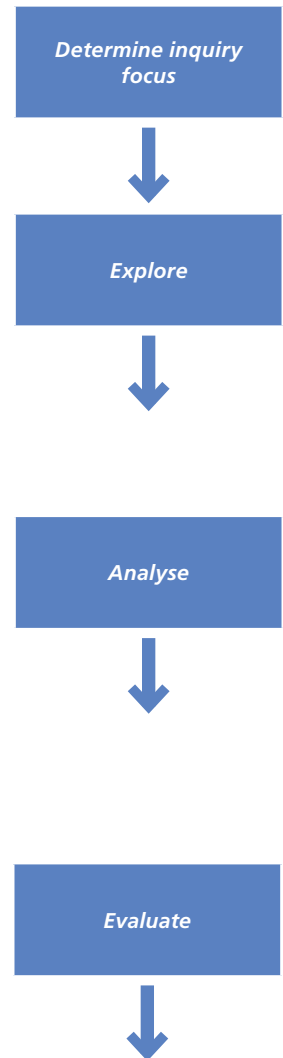 Determine inquiry
focus
Explore
Analyse
Evaluate